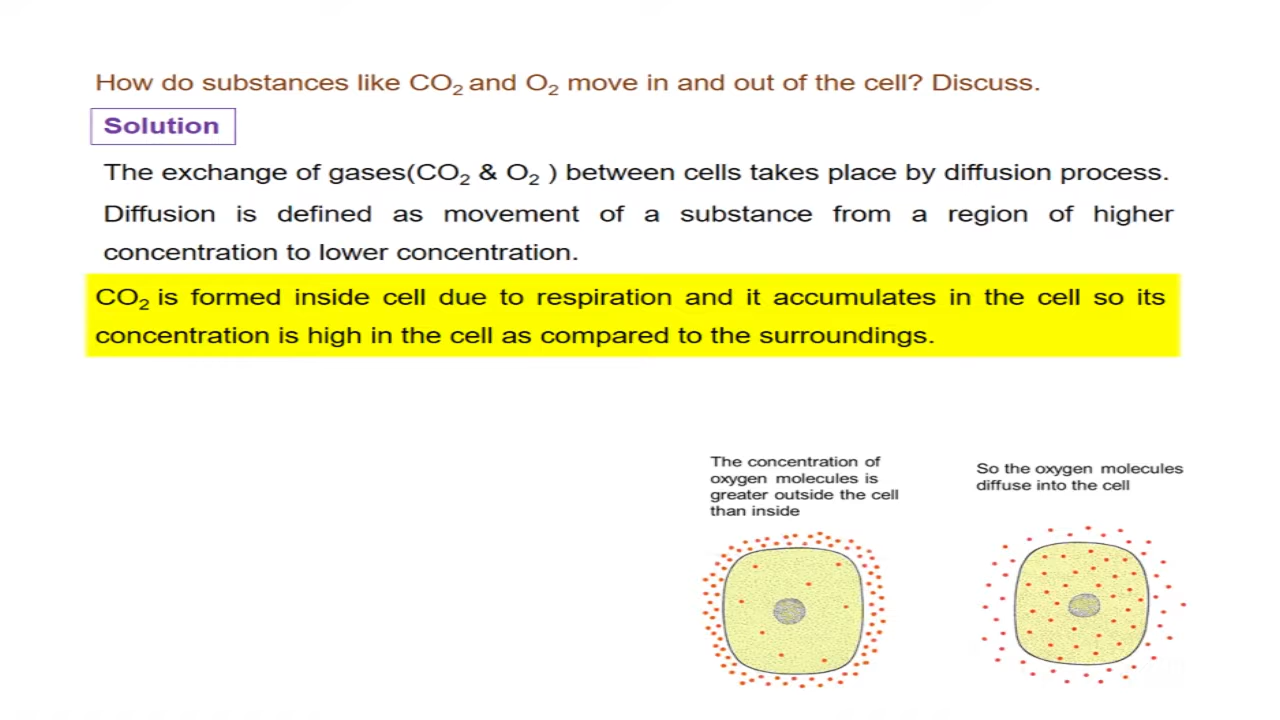 How do substances like CO₂ and O₂ move in and out of the cell? Discuss.
Solution
The exchange of gases(CO₂ & O₂ ) between cells takes place by diffusion process.
Diffusion is defined as movement of a substance from a region of higher
concentration to lower concentration.
CO₂ is formed inside cell due to respiration and it accumulates in the cell so its
concentration is high in the cell as compared to the surroundings.
The concentration of
oxygen molecules is
greater outside the cell
than inside
So the oxygen molecules
diffuse into the cell